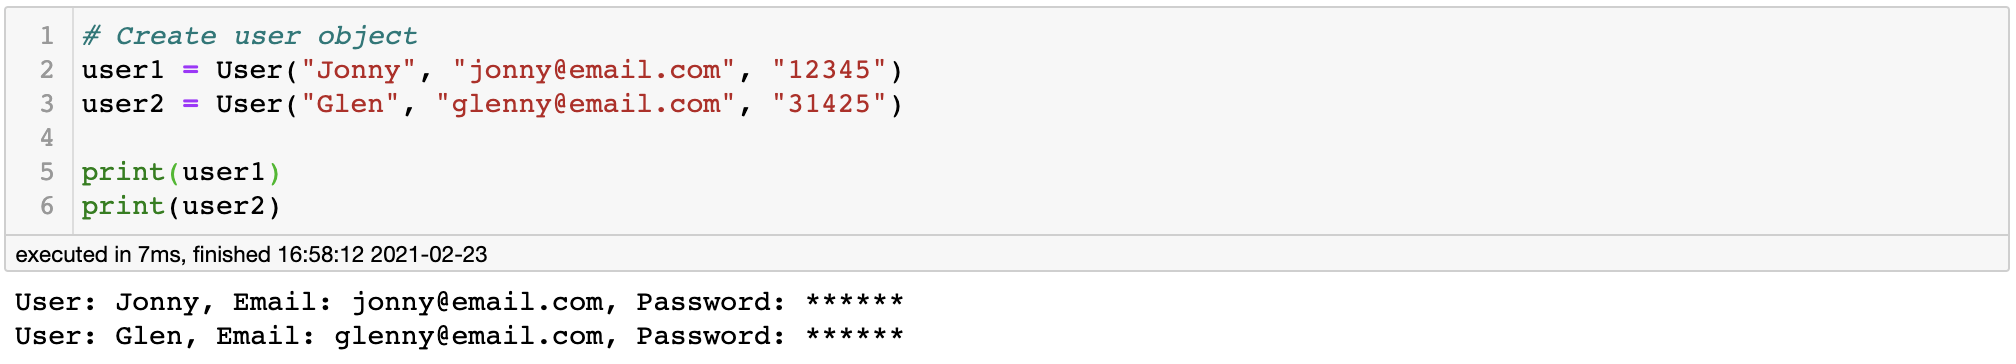 1 # Create user object
2 user1 = User("Jonny", "jonny@email.com", "12345")
3 user2 = User("Glen", "glenny@email.com", "31425")
4
5 print(user1)
6 print(user2)
executed in 7ms, finished 16:58:12 2021-02-23
User: Jonny, Email: jonny@email.com, Password: ******
User: Glen, Email: glenny@email.com, Password: ******